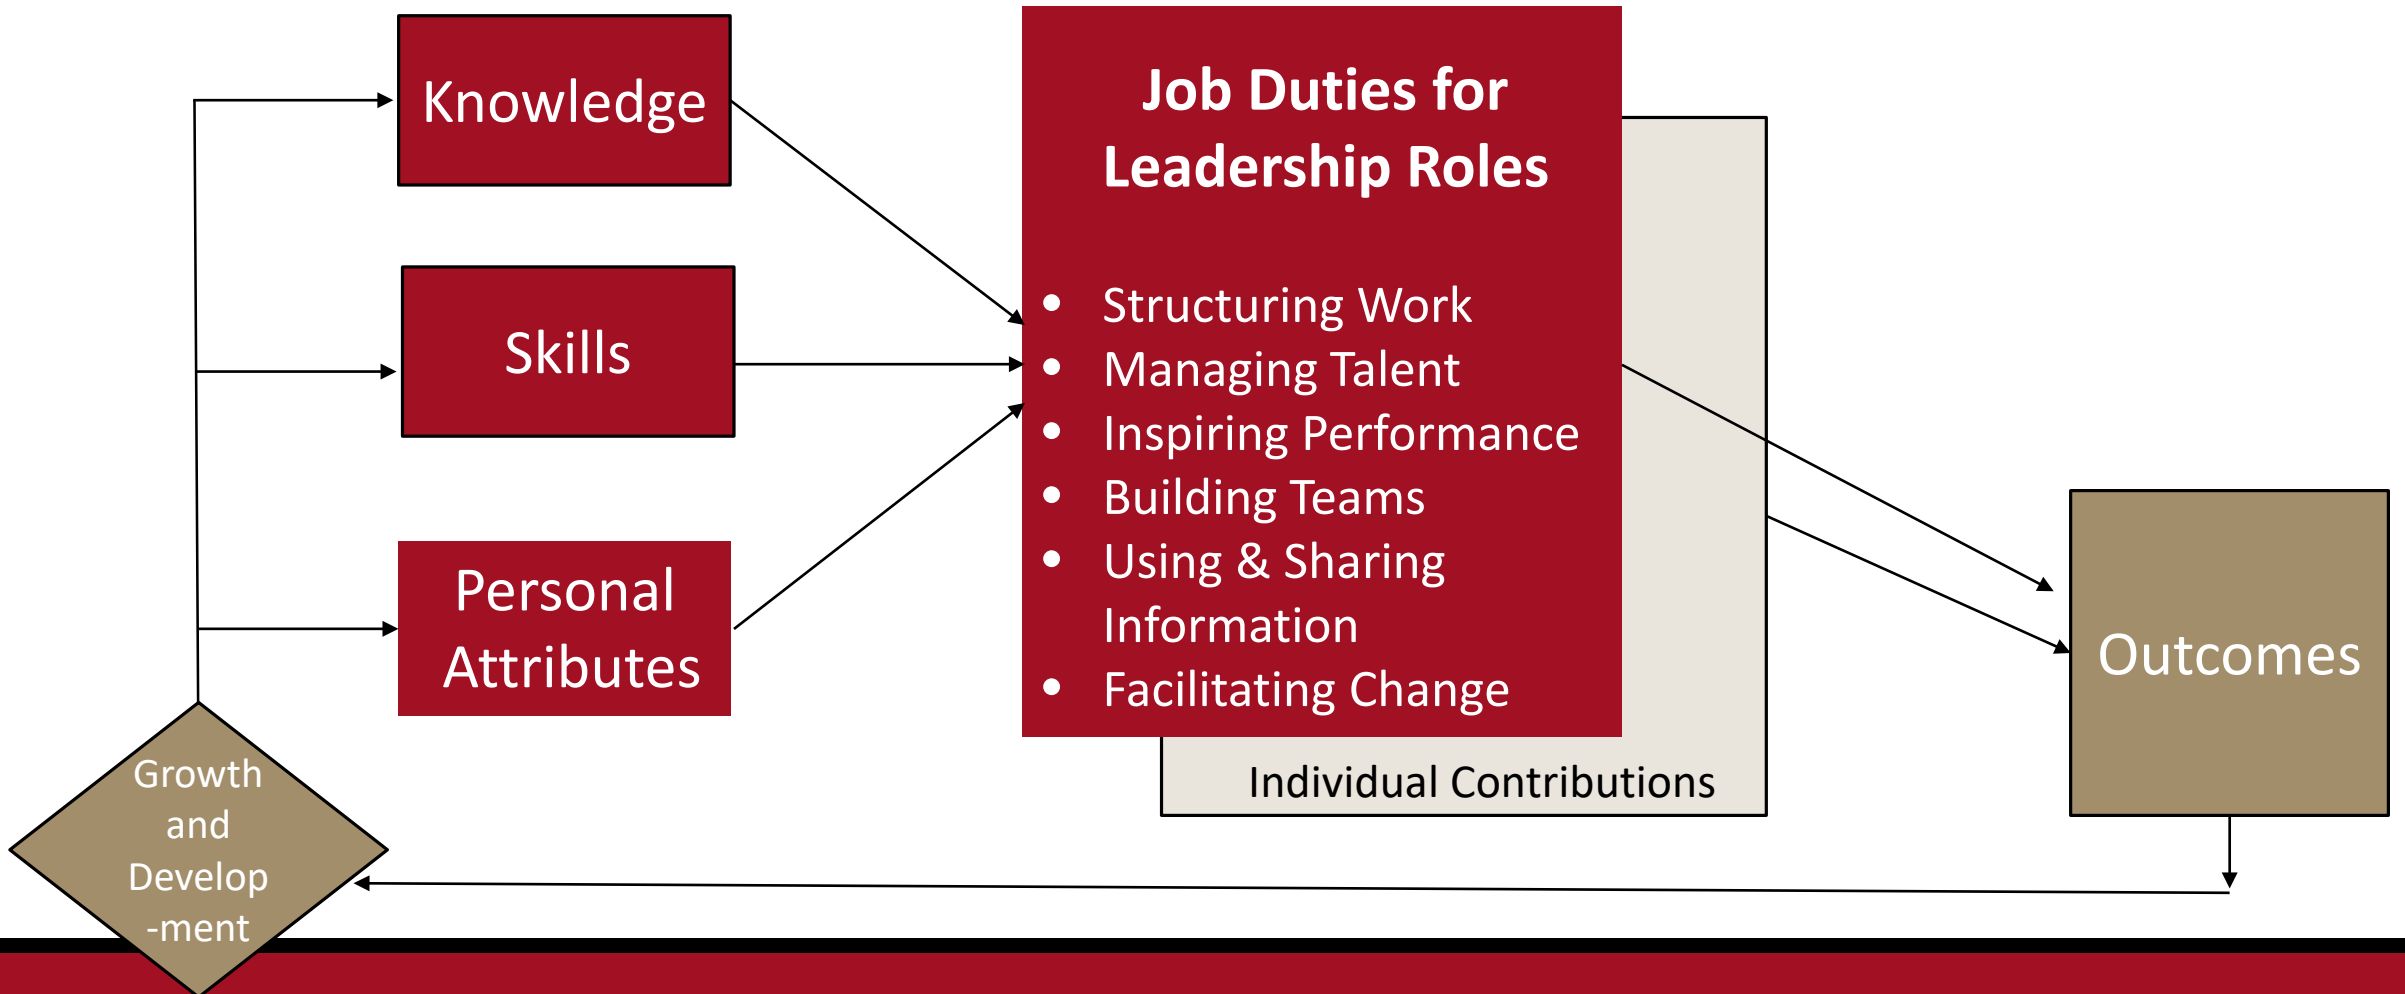 Knowledge
Skills
Personal
Attributes
Growth
and
Develop
-ment
Job Duties for
Leadership Roles
• Structuring Work
• Managing Talent
• Inspiring Performance
• Building Teams
• Using & Sharing
Information
• Facilitating Change
Individual Contributions
Outcomes